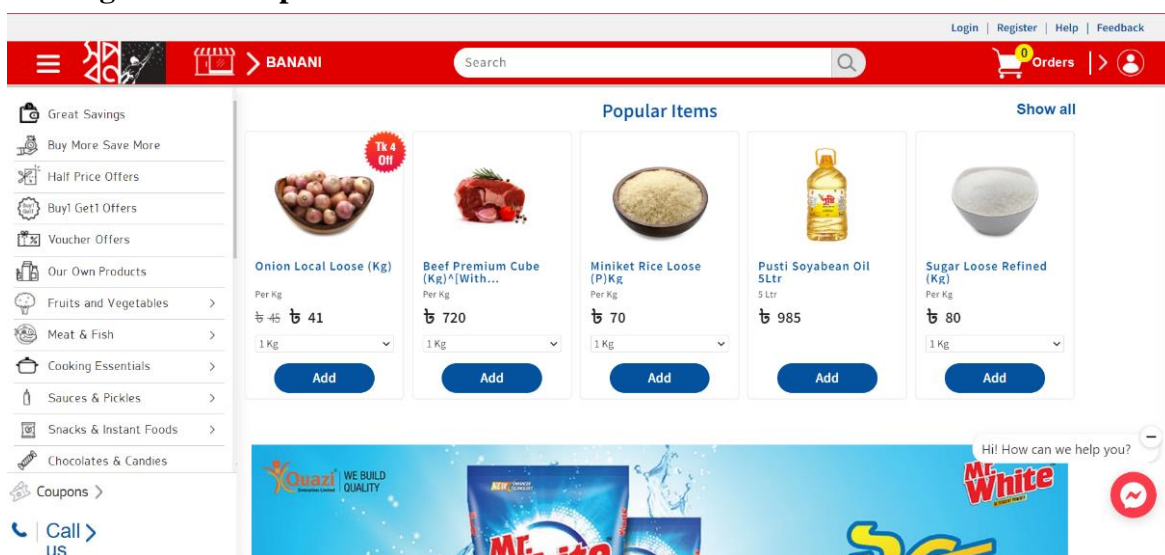 Login | Register | Help | Feedback
স্বপ্ন
BANANI
Search
0
Orders
Great Savings
Buy More Save More
Half Price Offers
Buy1 Get1 Offers
Voucher Offers
Our Own Products
Fruits and Vegetables
Meat & Fish
Cooking Essentials
Sauces & Pickles
Snacks & Instant Foods
Chocolates & Candies
Coupons
Call
us
Popular Items
Show all
Tk 4
Off
Onion Local Loose (Kg)
Per Kg
৳ 45 ৳ 41
1 Kg
Add
Beef Premium Cube
(Kg)^[With...
Per Kg
৳ 720
1 Kg
Add
Miniket Rice Loose
(P)Kg
Per Kg
৳ 70
1 Kg
Add
Pusti Soyabean Oil
5Ltr
5 Ltr
৳ 985
Add
Sugar Loose Refined
(Kg)
Per Kg
৳ 80
1 Kg
Add
Quazi
WE BUILD
QUALITY
NEW
Mr.
White
Mr.
White
Hi! How can we help you?